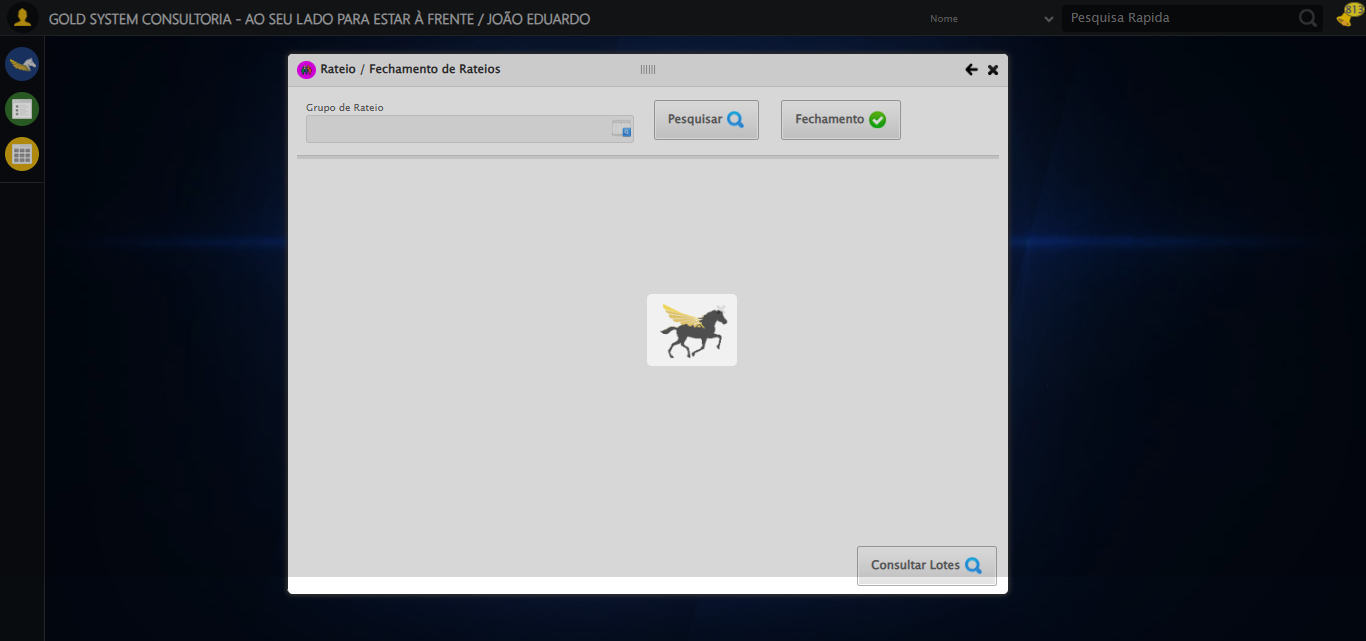 GOLD SYSTEM CONSULTORIA - AO SEU LADO PARA ESTAR À FRENTE / JOÃO EDUARDO
Nome
Pesquisa Rapida
813
Rateio / Fechamento de Rateios
Grupo de Rateio
Pesquisar
Fechamento
Consultar Lotes